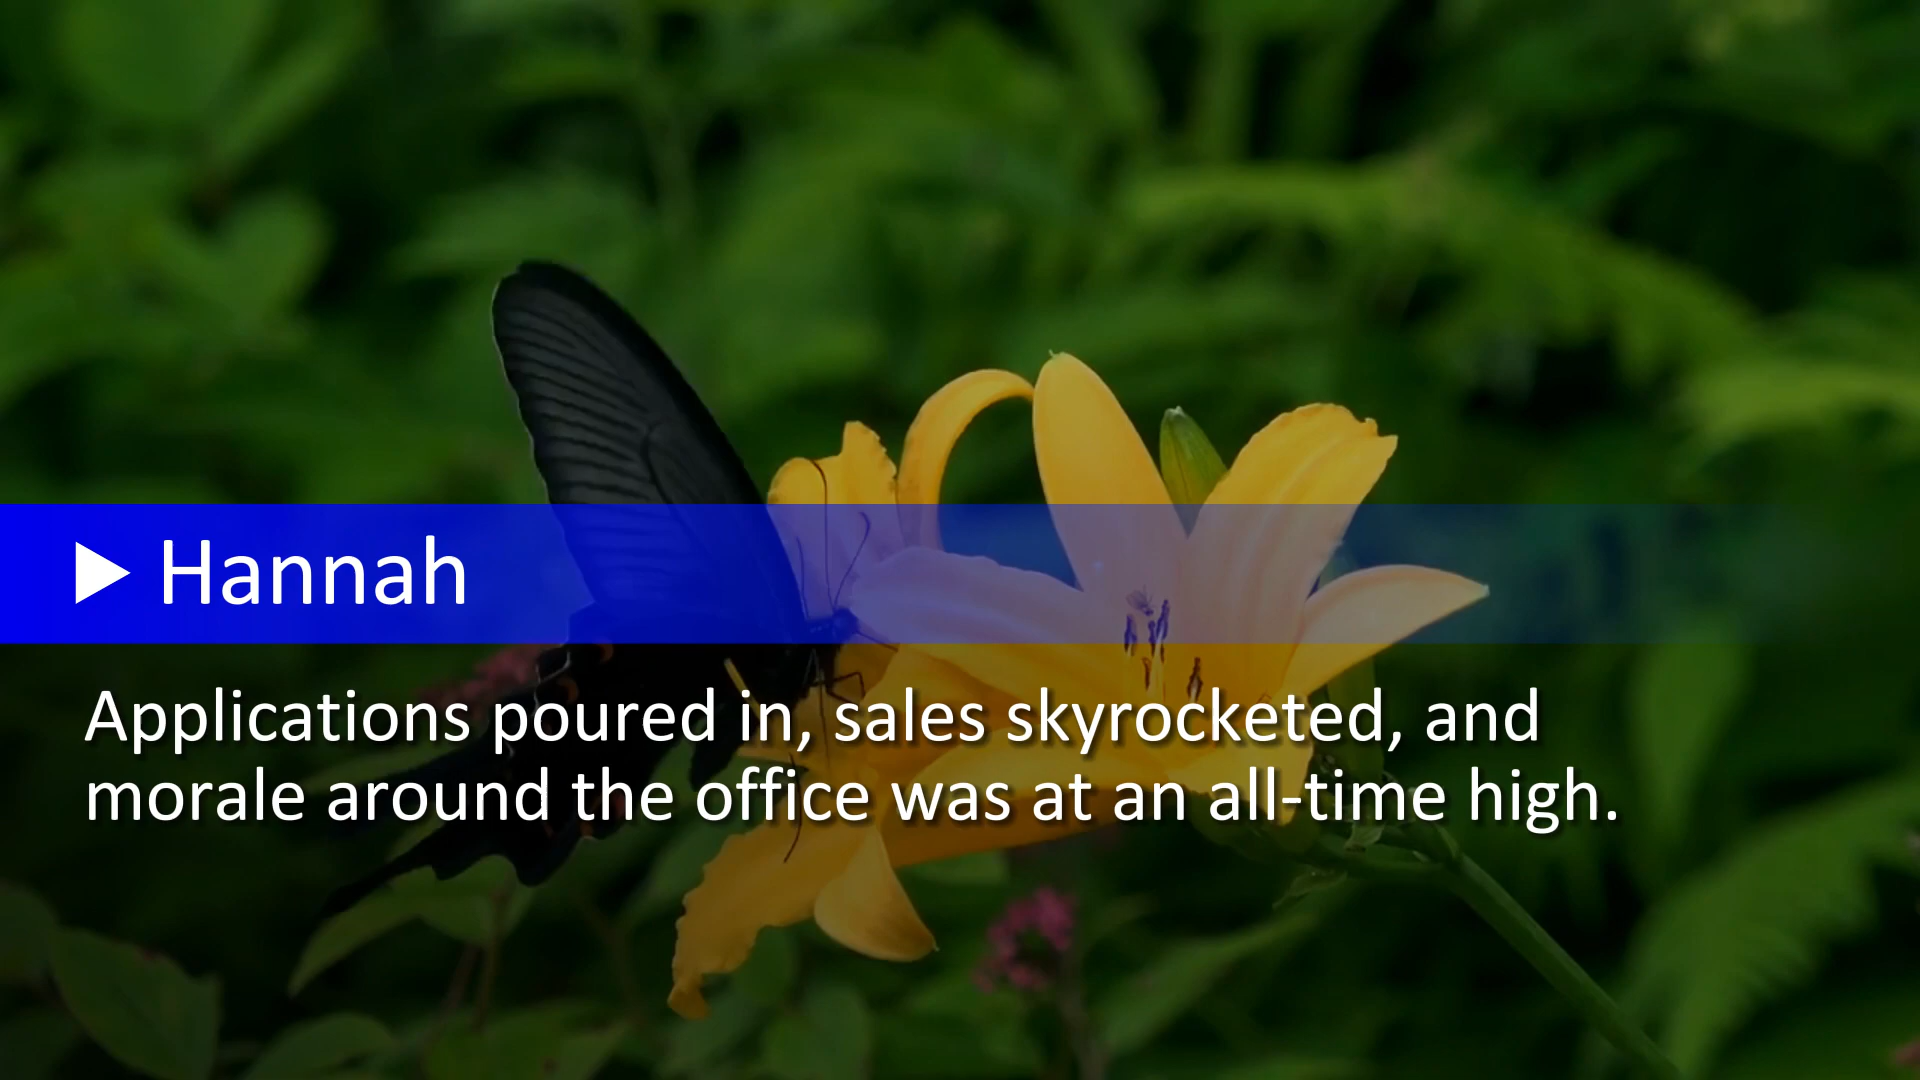 Hannah
Applications poured in, sales skyrocketed, and
morale around the office was at an all-time high.